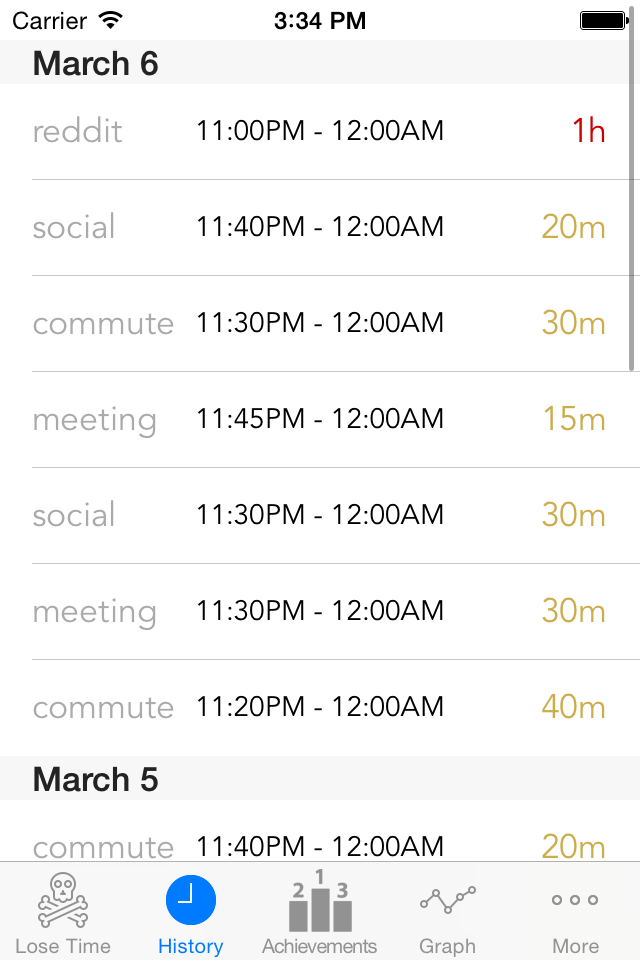 Carrier 3:34 PM
March 6
reddit 11:00PM - 12:00AM 1h
social 11:40PM - 12:00AM 20m
commute 11:30PM - 12:00AM 30m
meeting 11:45PM - 12:00AM 15m
social 11:30PM - 12:00AM 30m
meeting 11:30PM - 12:00AM 30m
commute 11:20PM - 12:00AM 40m
March 5
commute 11:40PM - 12:00AM 20m
2 1 3
Lose Time History Achievements Graph More